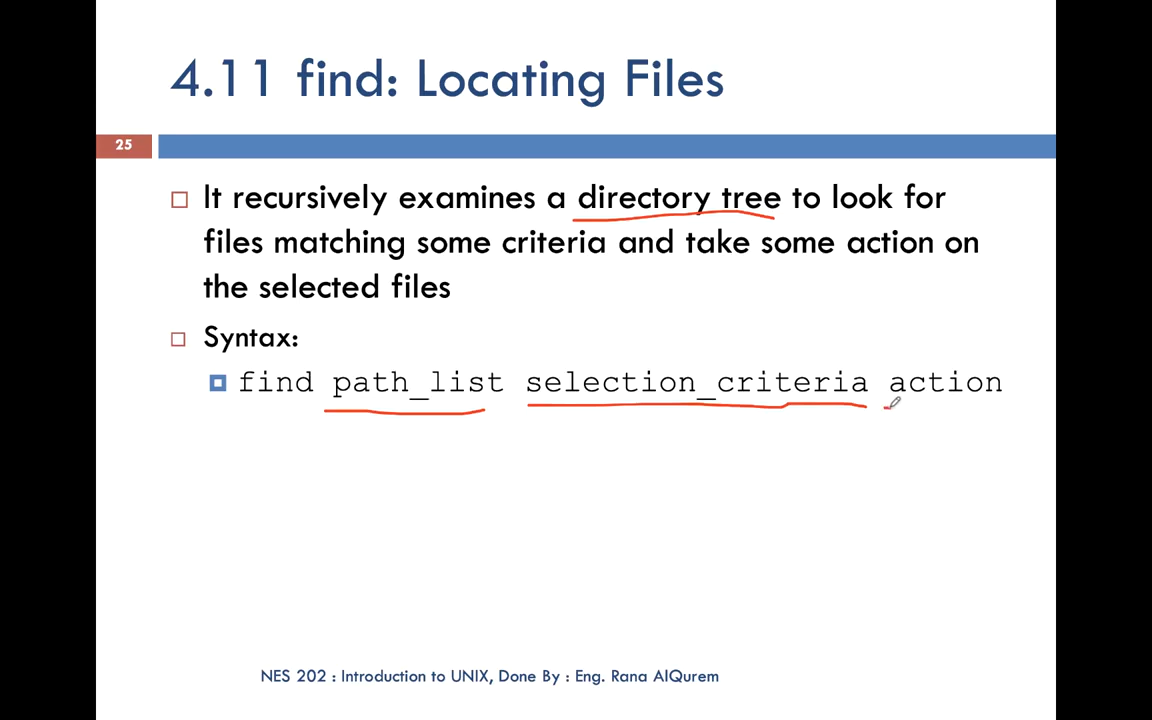 4.11 find: Locating Files
25
It recursively examines a directory tree to look for
files matching some criteria and take some action on
the selected files
Syntax:
find path_list selection_criteria action
NES 202 : Introduction to UNIX, Done By : Eng. Rana AlQurem